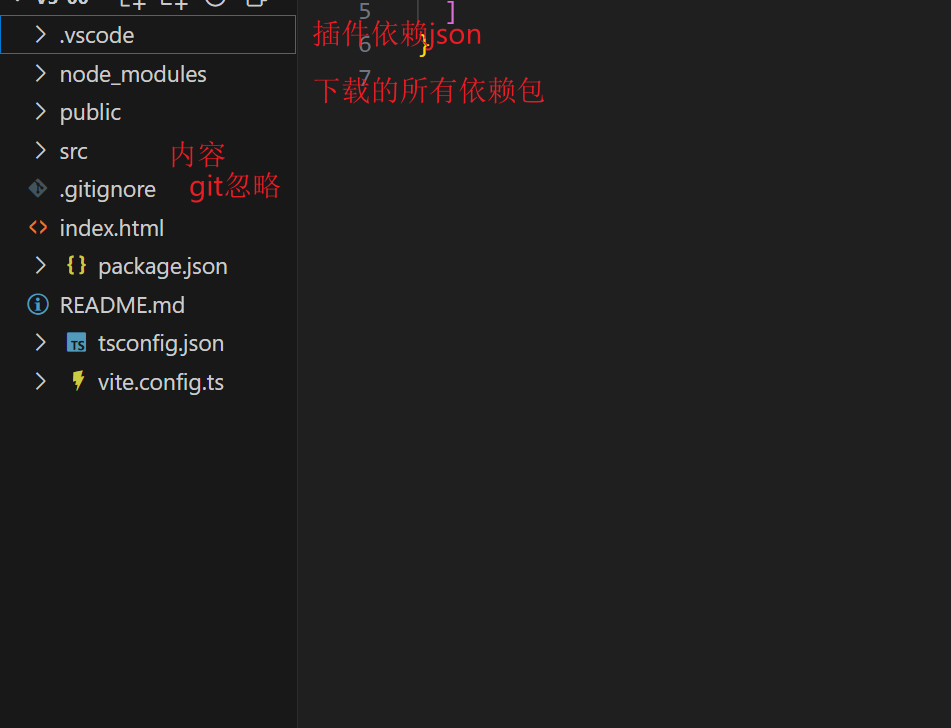 5 ]
.vscode 插件依赖json
6 }
node_modules
7 下载的所有依赖包
public
src 内容
.gitignore git忽略
index.html
{} package.json
README.md
TS tsconfig.json
vite.config.ts